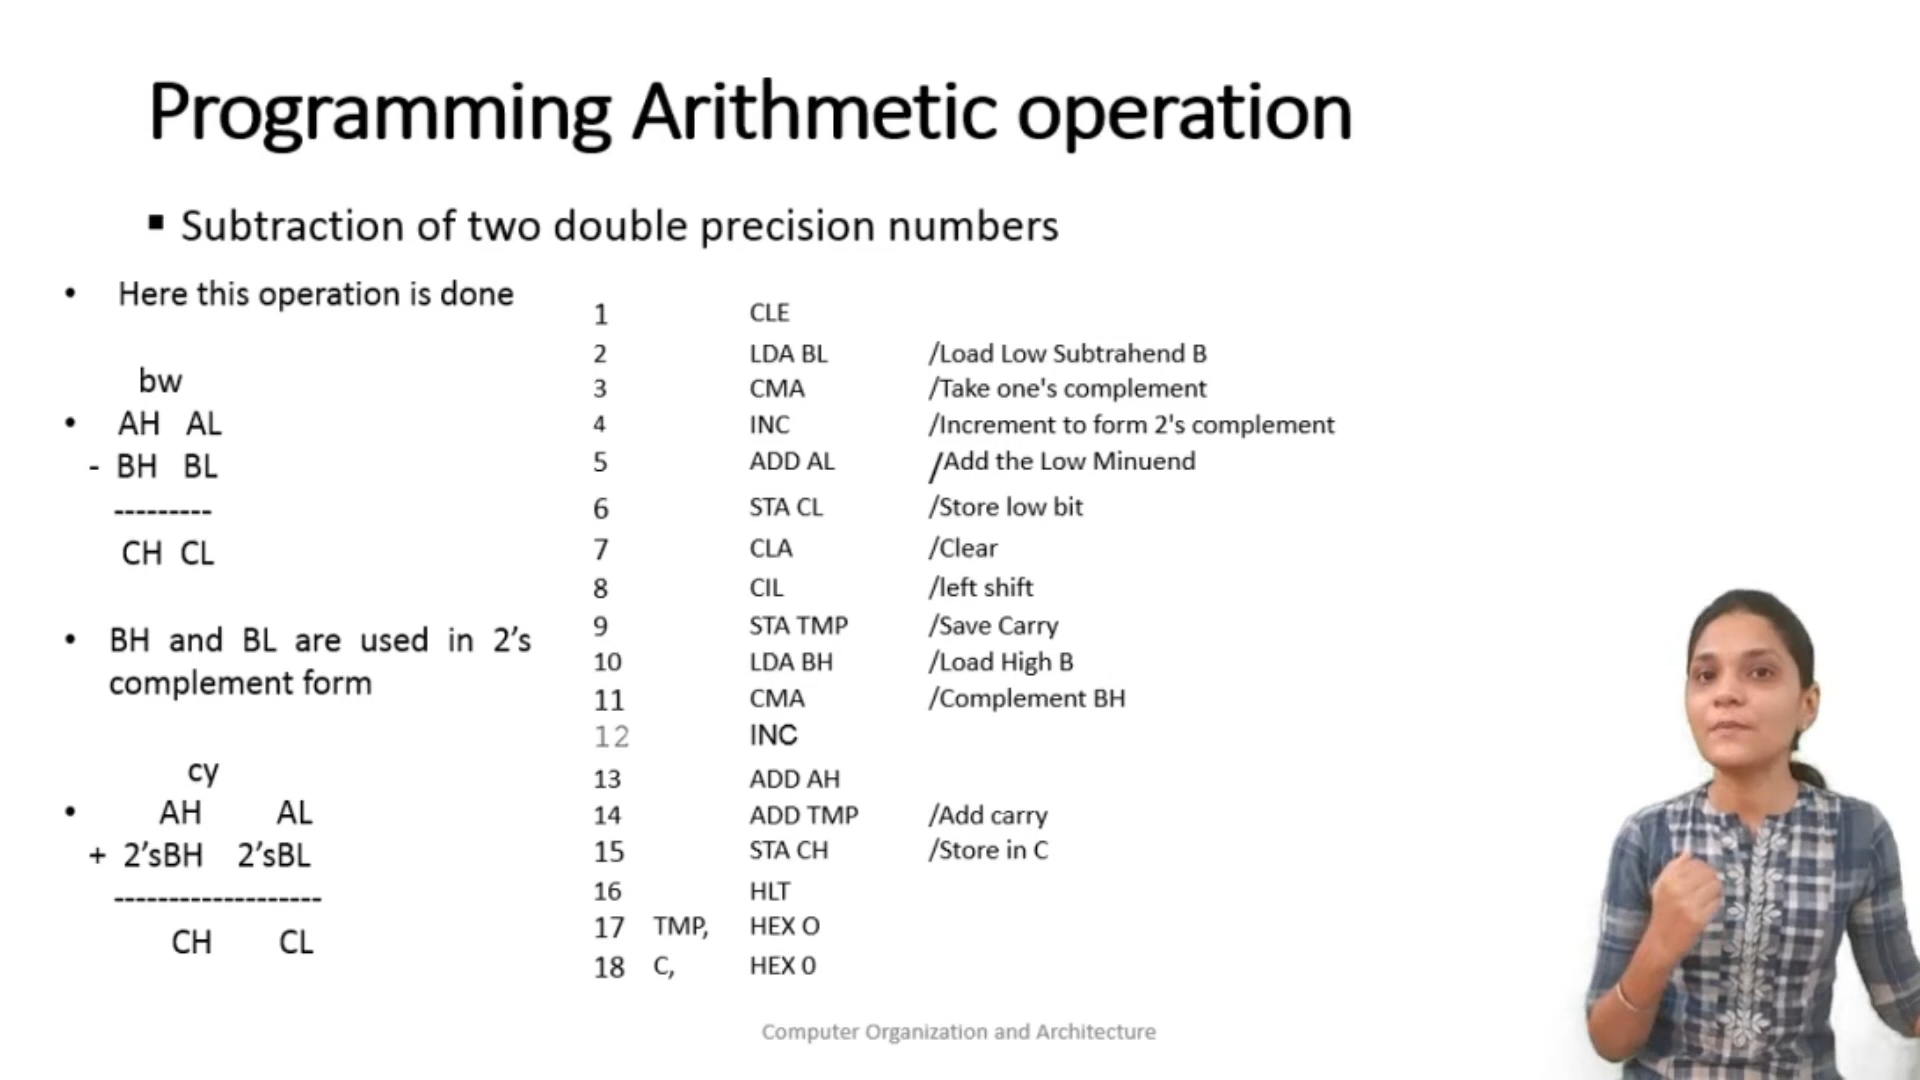 Programming Arithmetic operation
▪ Subtraction of two double precision numbers
• Here this operation is done
bw
• AH AL
- BH BL
---------
CH CL
• BH and BL are used in 2's
complement form
cy
• AH AL
+ 2'sBH 2'sBL
-------------------
CH CL
1 CLE
2 LDA BL /Load Low Subtrahend B
3 CMA /Take one's complement
4 INC /Increment to form 2's complement
5 ADD AL /Add the Low Minuend
6 STA CL /Store low bit
7 CLA /Clear
8 CIL /left shift
9 STA TMP /Save Carry
10 LDA BH /Load High B
11 CMA /Complement BH
12 INC
13 ADD AH
14 ADD TMP /Add carry
15 STA CH /Store in C
16 HLT
17 TMP, HEX O
18 C, HEX 0
Computer Organization and Architecture